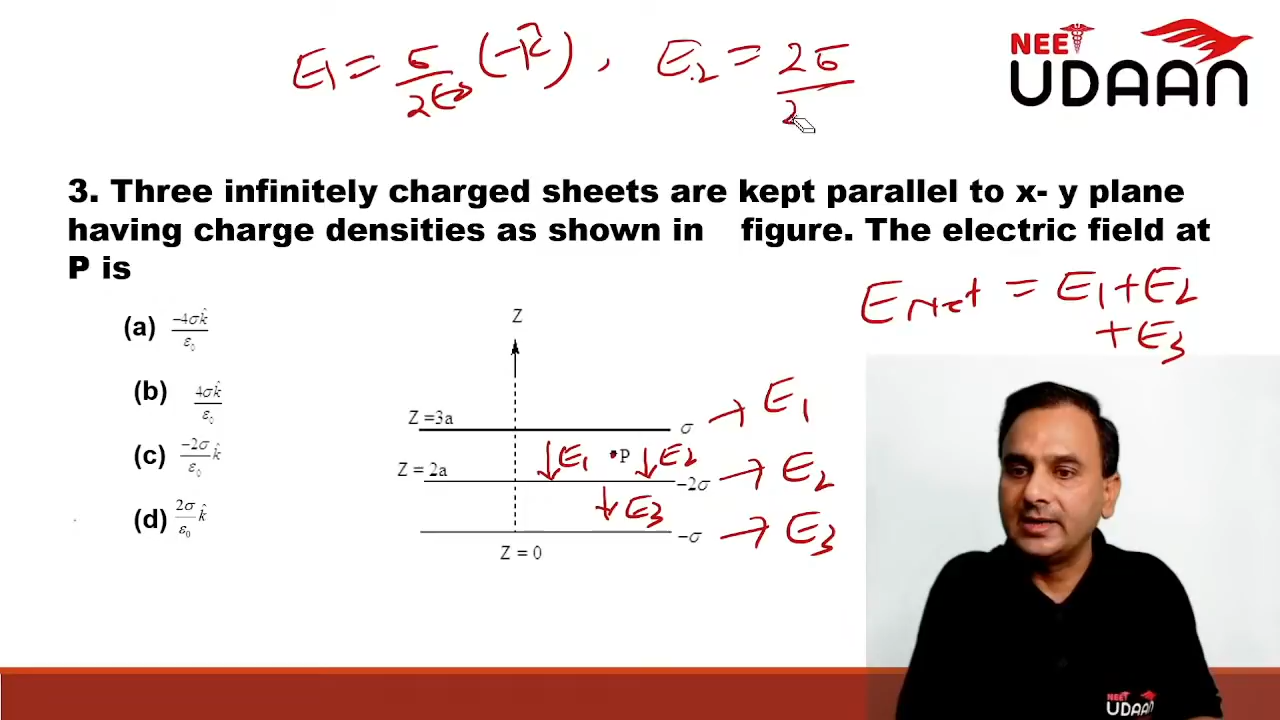 E1 = σ/2ϵ0 (-k̂), E2 = 2σ/2
NEET
UDAAN
3. Three infinitely charged sheets are kept parallel to x- y plane
having charge densities as shown in figure. The electric field at
P is
E Net = E1 + E2
+ E3
(a) -4σk̂/ε0
(b) 4σk̂/ε0
(c) -2σ/ε0 k̂
(d) 2σ/ε0 k̂
Z
Z =3a
σ
→ E1
↓E1 •P ↓E2
Z = 2a
-2σ
→ E2
↓E3
-σ
→ E3
Z = 0
NEET
UDAAN